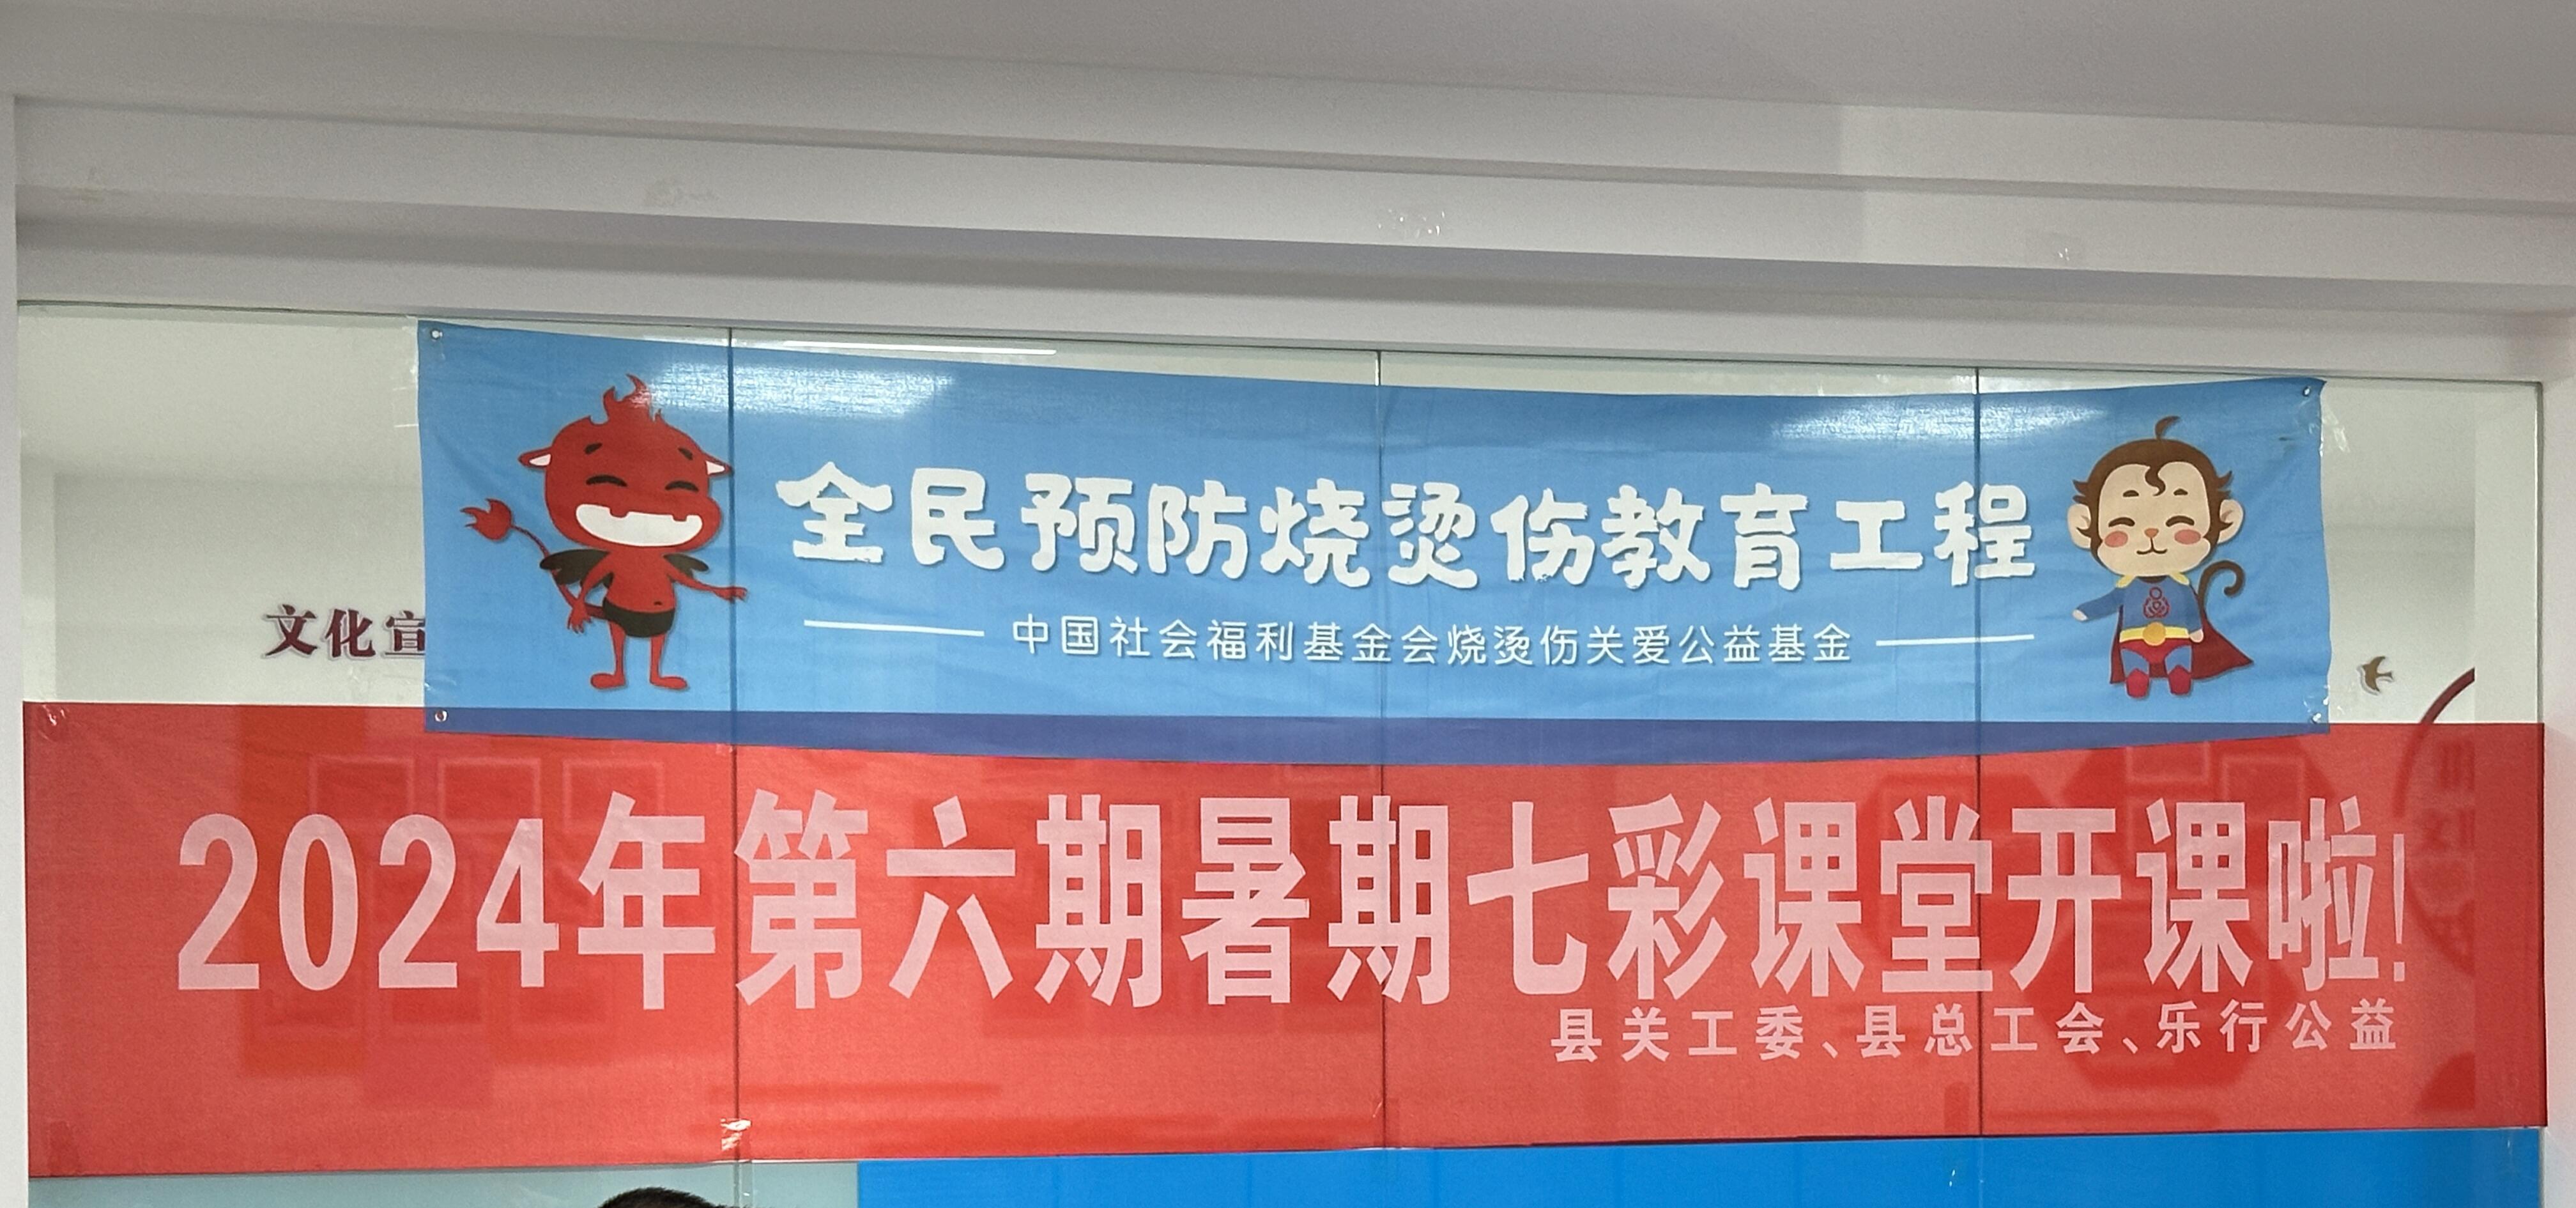 全民预防烧烫伤教育工程
中国社会福利基金会烧烫伤关爱公益基金
文化宣
2024年第六期暑期七彩课堂开课啦!
县关工委、县总工会、乐行公益